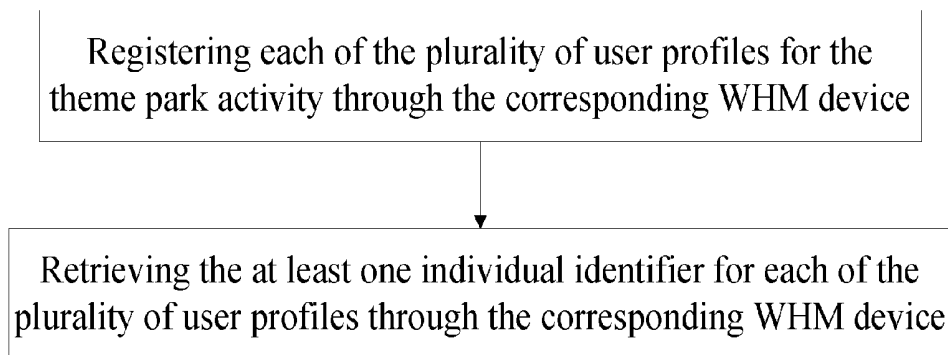 Registering each of the plurality of user profiles for the
theme park activity through the corresponding WHM device
Retrieving the at least one individual identifier for each of the
plurality of user profiles through the corresponding WHM device